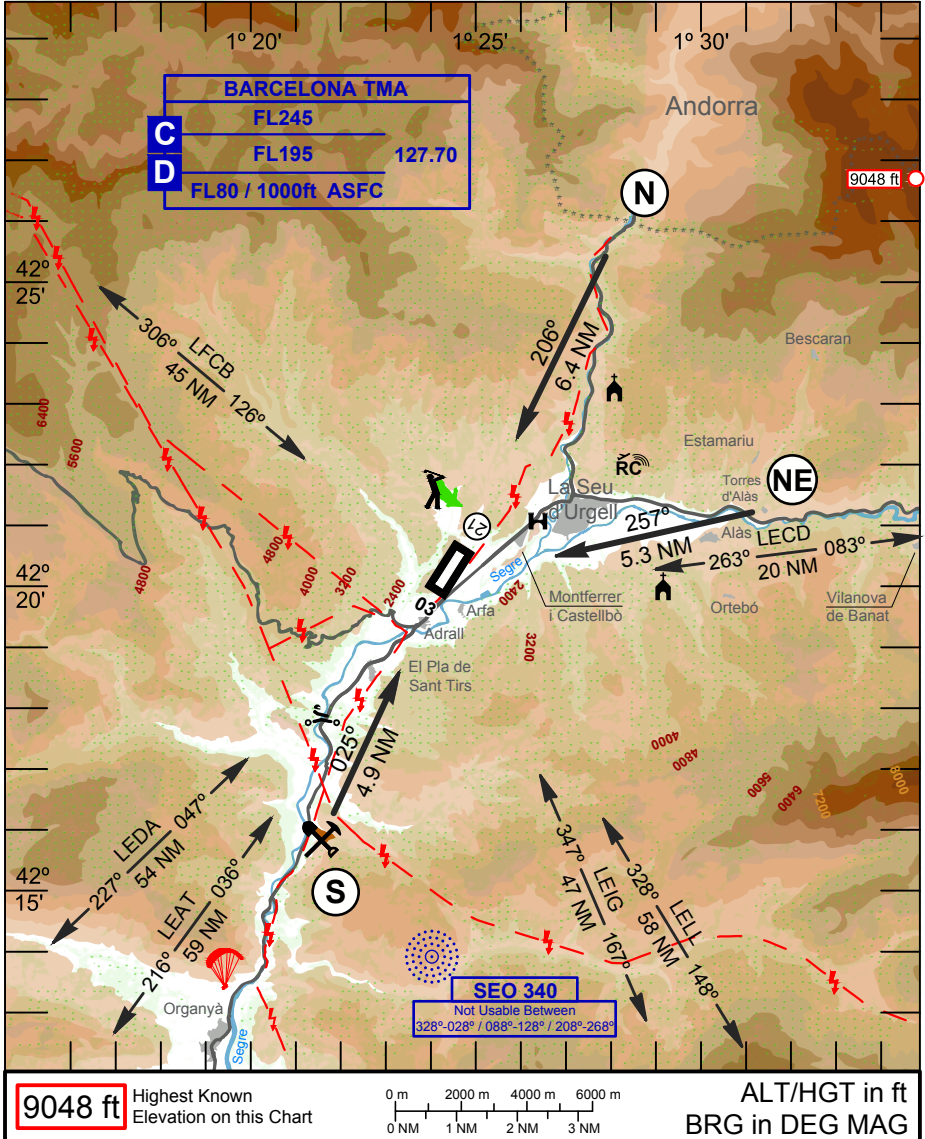 1º 20'
1º 25'
1º 30'
BARCELONA TMA
C
D
FL245
FL195
127.70
FL80 / 1000ft ASFC
Andorra
9048 ft
N
42º
25'
206º
6.4 NM
306º
LFCB
126º
45 NM
Bescaran
6400
5600
Estamariu
RC
La Seu
d'Urgell
Torres
d'Alàs
NE
21
H
257º
5.3 NM
Alàs
263º
LECD
083º
20 NM
4800
4800
4000
3200
2400
42º
20'
03
Segre
2400
Arfa
Adrall
Montferrer
i Castellbò
Ortebó
Vilanova
de Banat
3200
El Pla de
Sant Tirs
025º
4.9 NM
4000
4800
5600
6400
7200
8000
227º
LEDA
047º
54 NM
216º
LEAT
036º
59 NM
42º
15'
S
347º
LEIG
167º
47 NM
328º
LELL
148º
58 NM
Organyà
Segre
SEO 340
Not Usable Between
328º-028º / 088º-128º / 208º-268º
9048 ft
Highest Known
Elevation on this Chart
0 m
2000 m
4000 m
6000 m
0 NM
1 NM
2 NM
3 NM
ALT/HGT in ft
BRG in DEG MAG